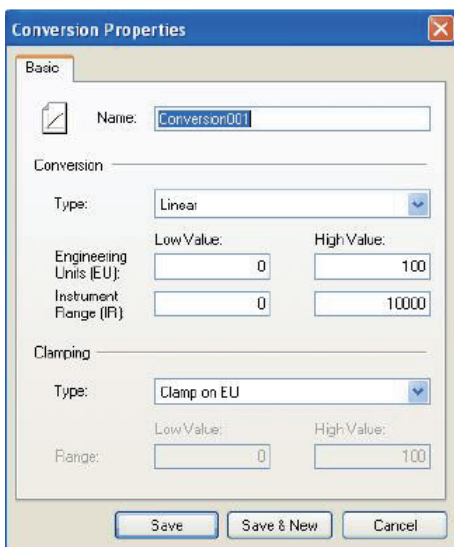 Conversion Properties
Basic
Name: Conversion001
Conversion
Type: Linear
Low Value: High Value:
Engineering Units (EU): 0 100
Instrument Range (IR) 0 10000
Clamping
Type: Clamp on EU
Low Value: High Value:
Range: 0 100
Save Save & New Cancel